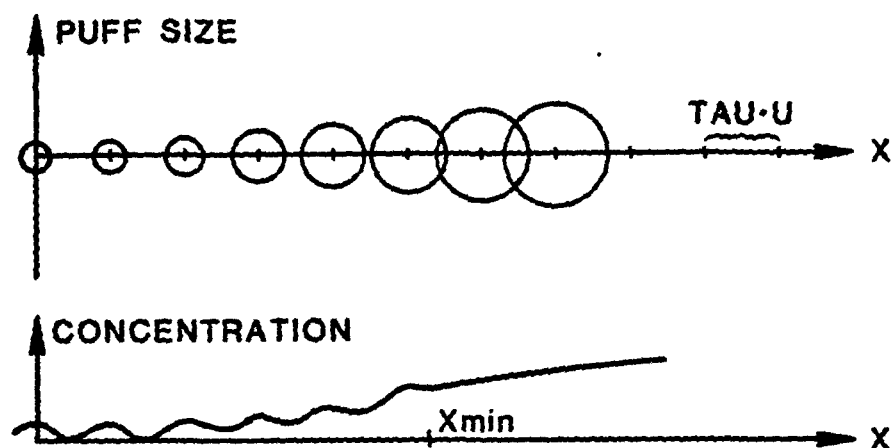 PUFF SIZE
TAU·U
X
CONCENTRATION
Xmin
X